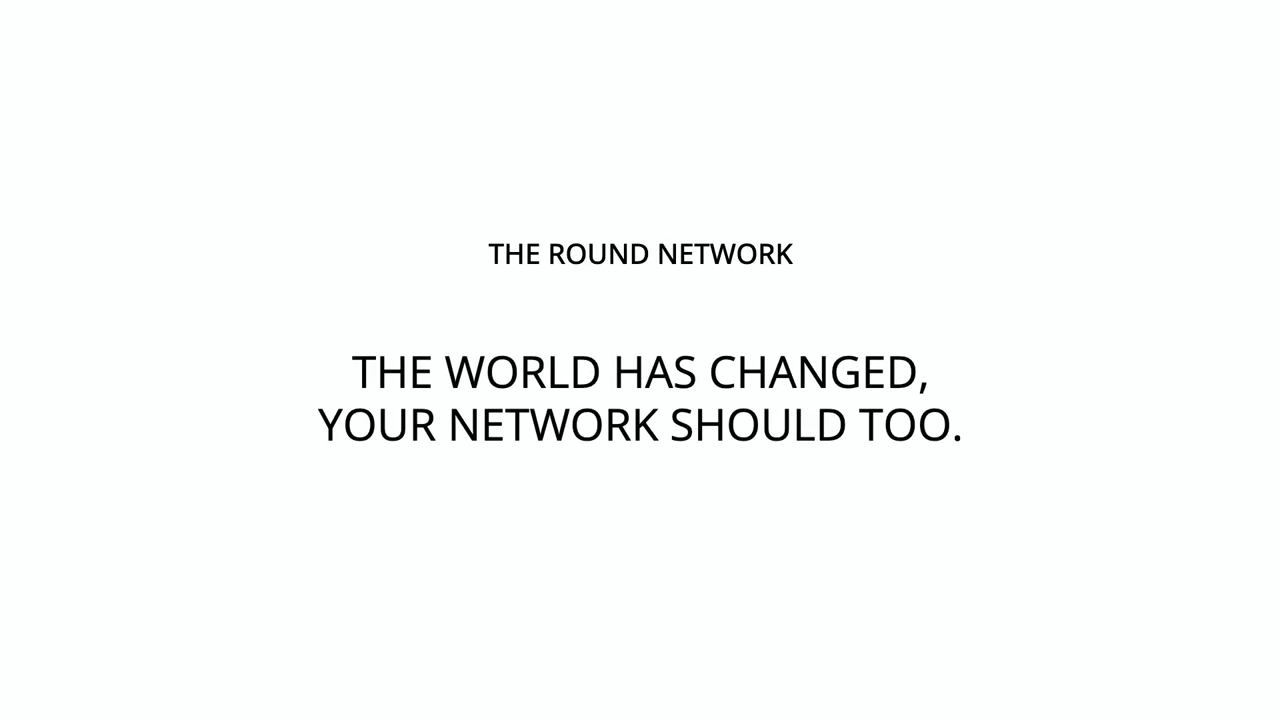 THE ROUND NETWORK
THE WORLD HAS CHANGED,
YOUR NETWORK SHOULD TOO.